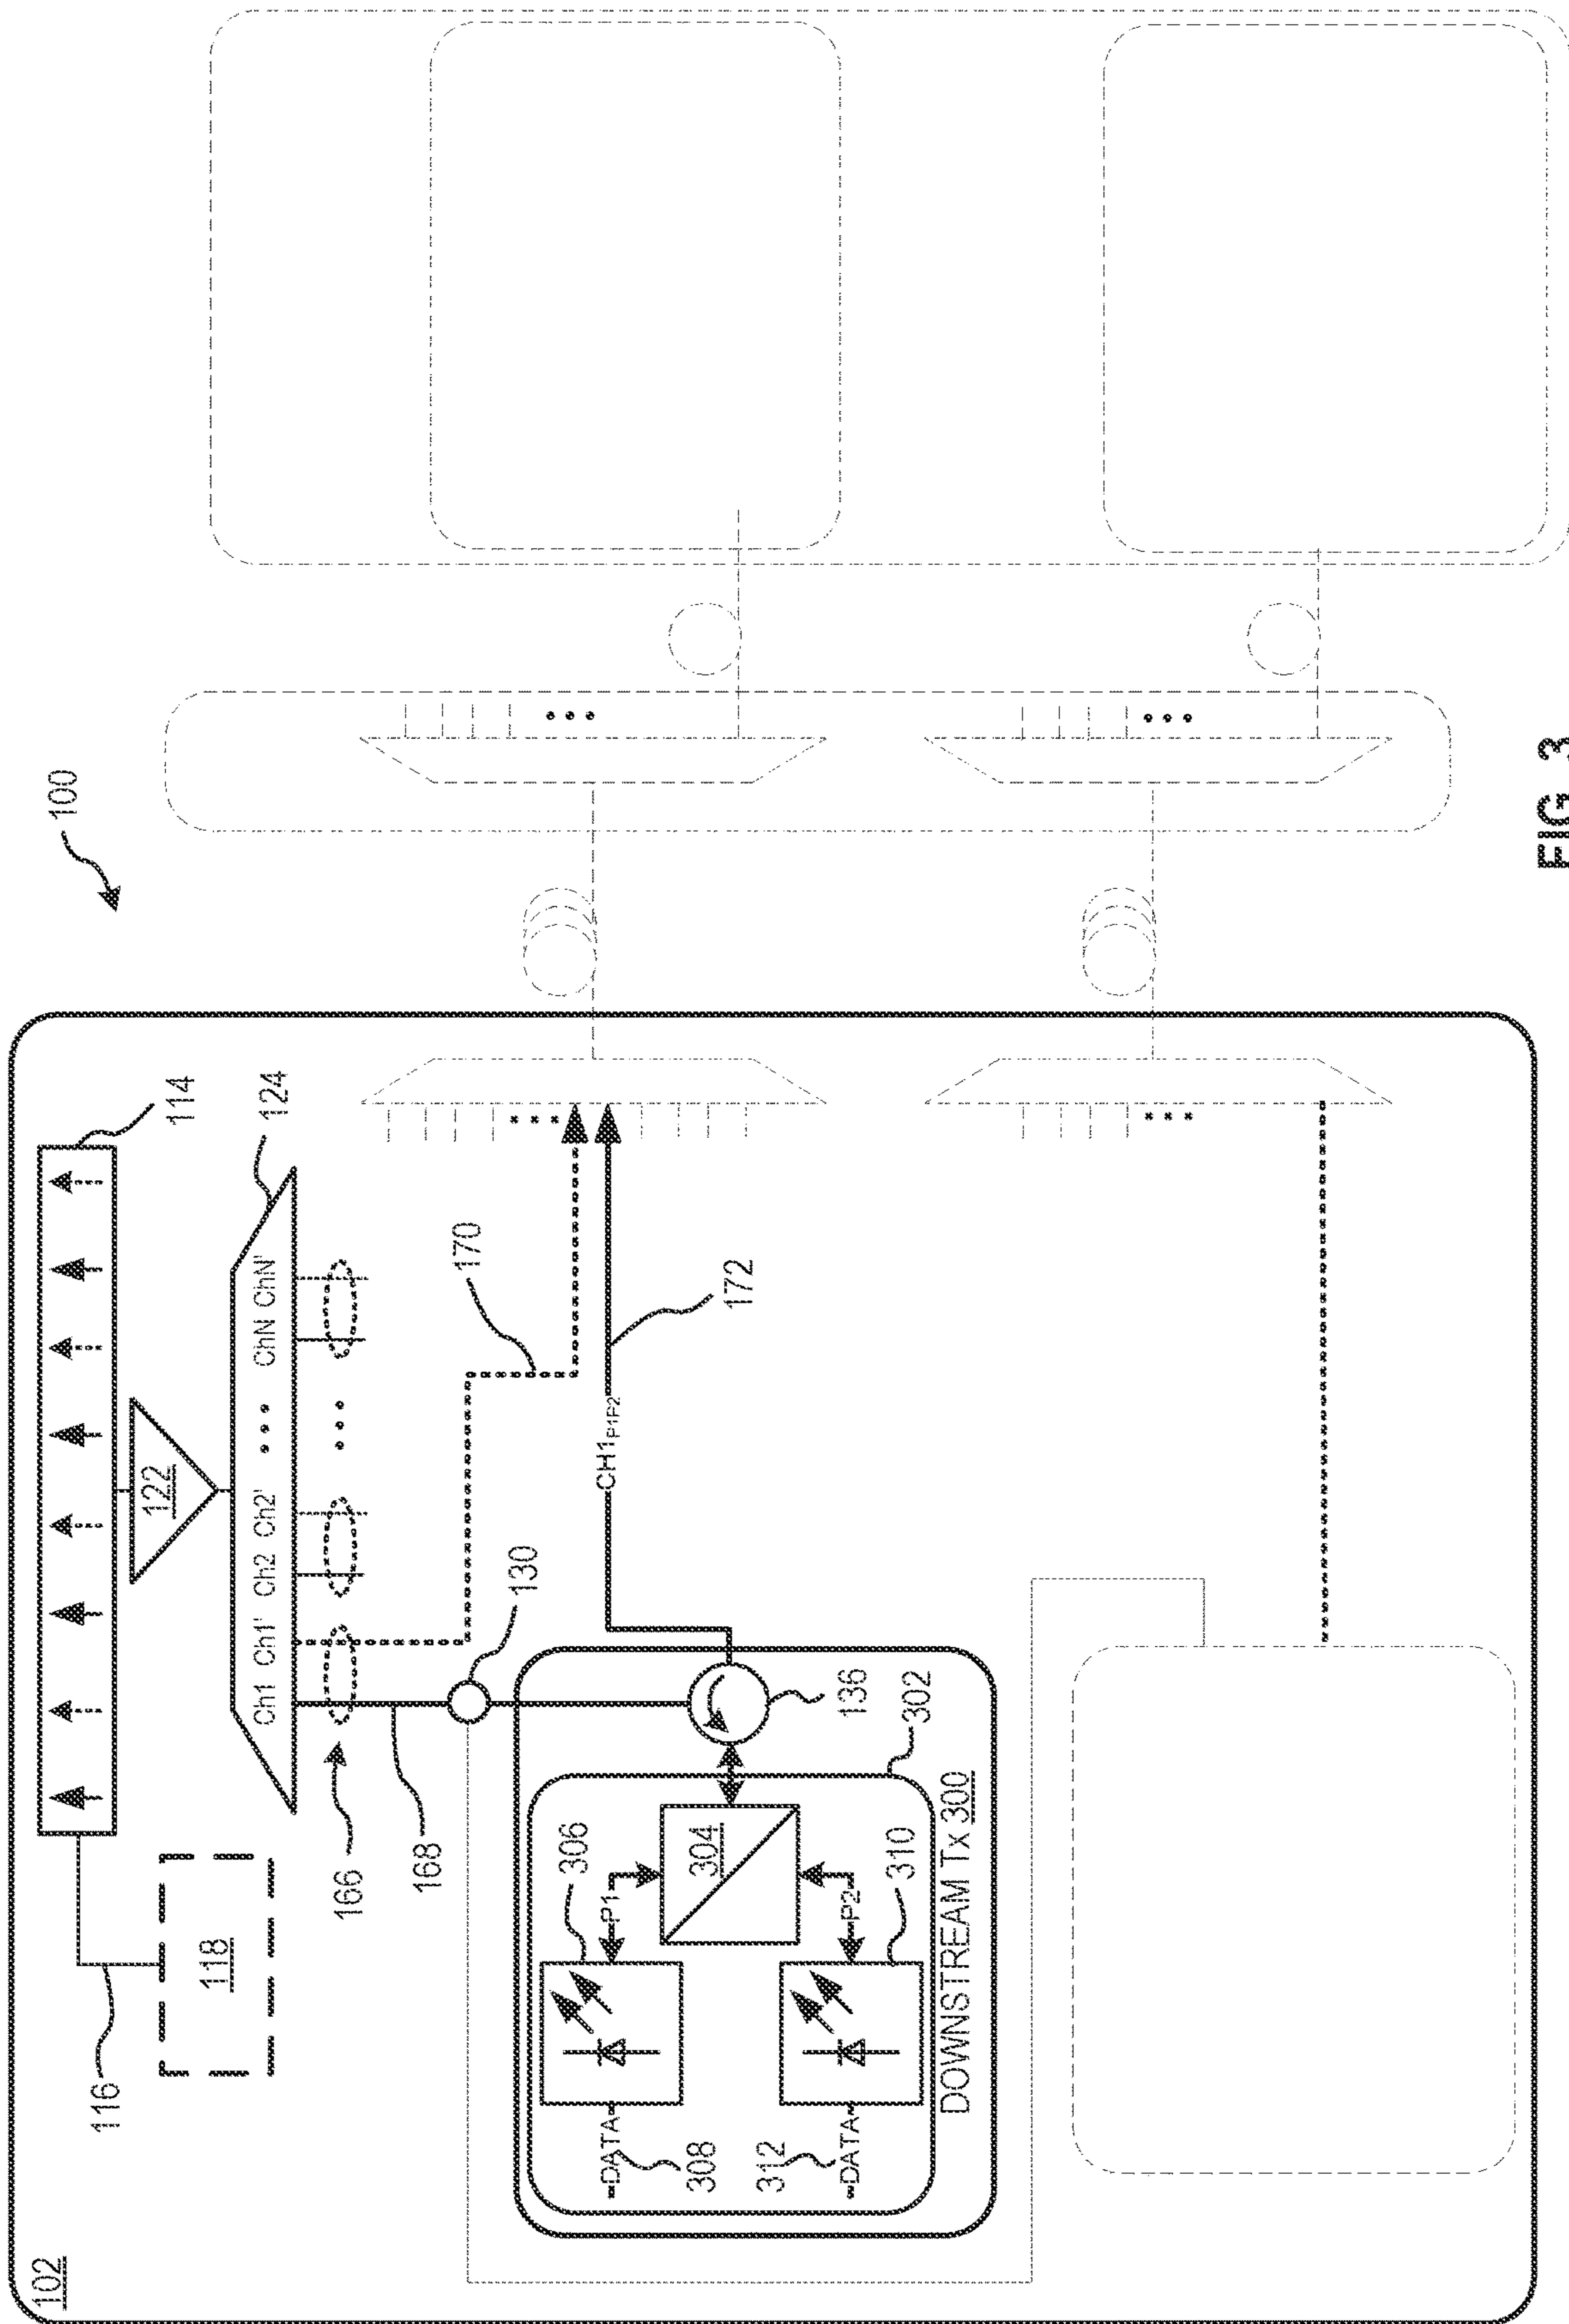 100
102
114
116
118
122
124
Ch1 Ch1' Ch2 Ch2' ••• ChN ChN'
•••
166
168
130
170
172
CH1P1P2
136
302
304
306
P1
P2
310
DATA
308
DATA
312
DOWNSTREAM Tx 300
FIG. 3